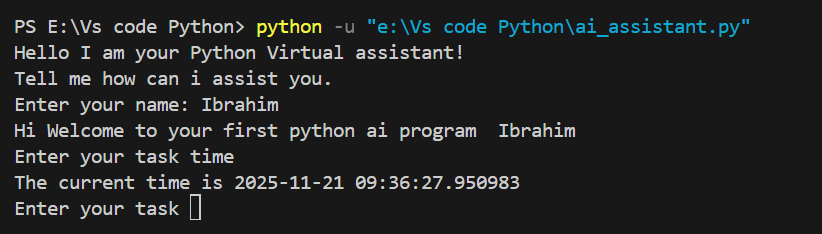 PS E:\Vs code Python> python -u "e:\Vs code Python\ai_assistant.py"
Hello I am your Python Virtual assistant!
Tell me how can i assist you.
Enter your name: Ibrahim
Hi Welcome to your first python ai program  Ibrahim
Enter your task time
The current time is 2025-11-21 09:36:27.950983
Enter your task